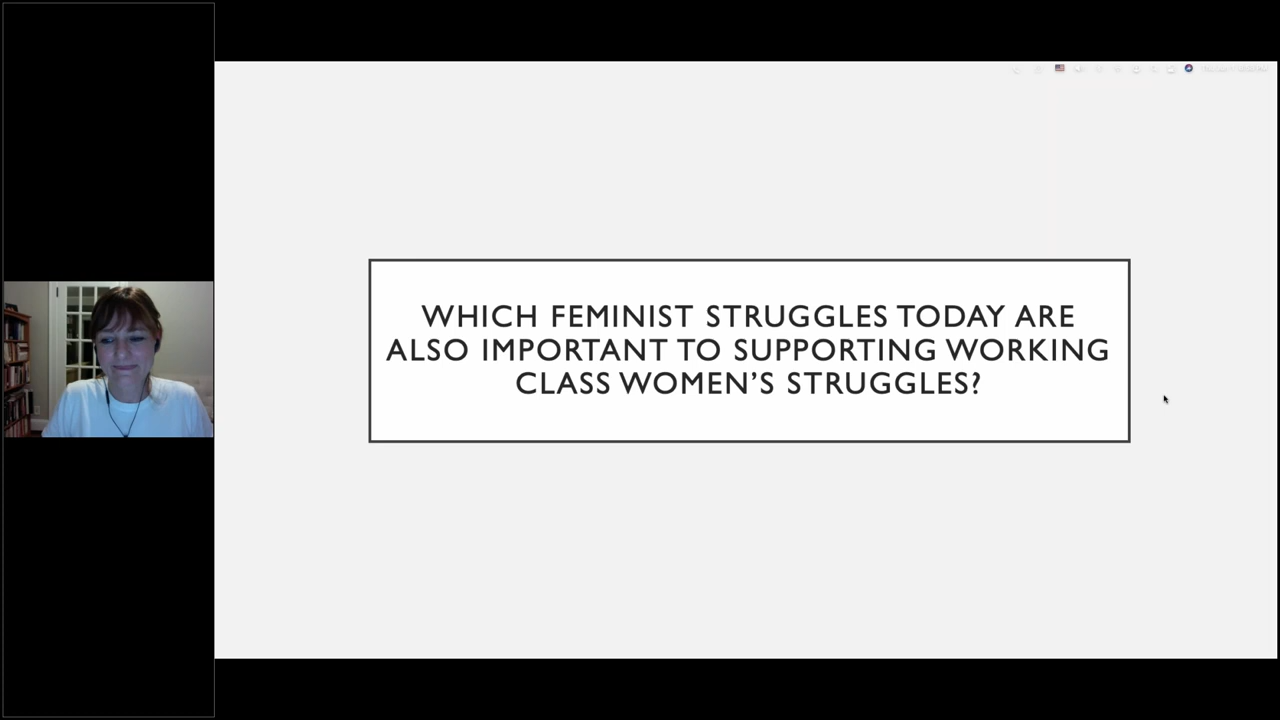 WHICH FEMINIST STRUGGLES TODAY ARE
ALSO IMPORTANT TO SUPPORTING WORKING
CLASS WOMEN’S STRUGGLES?